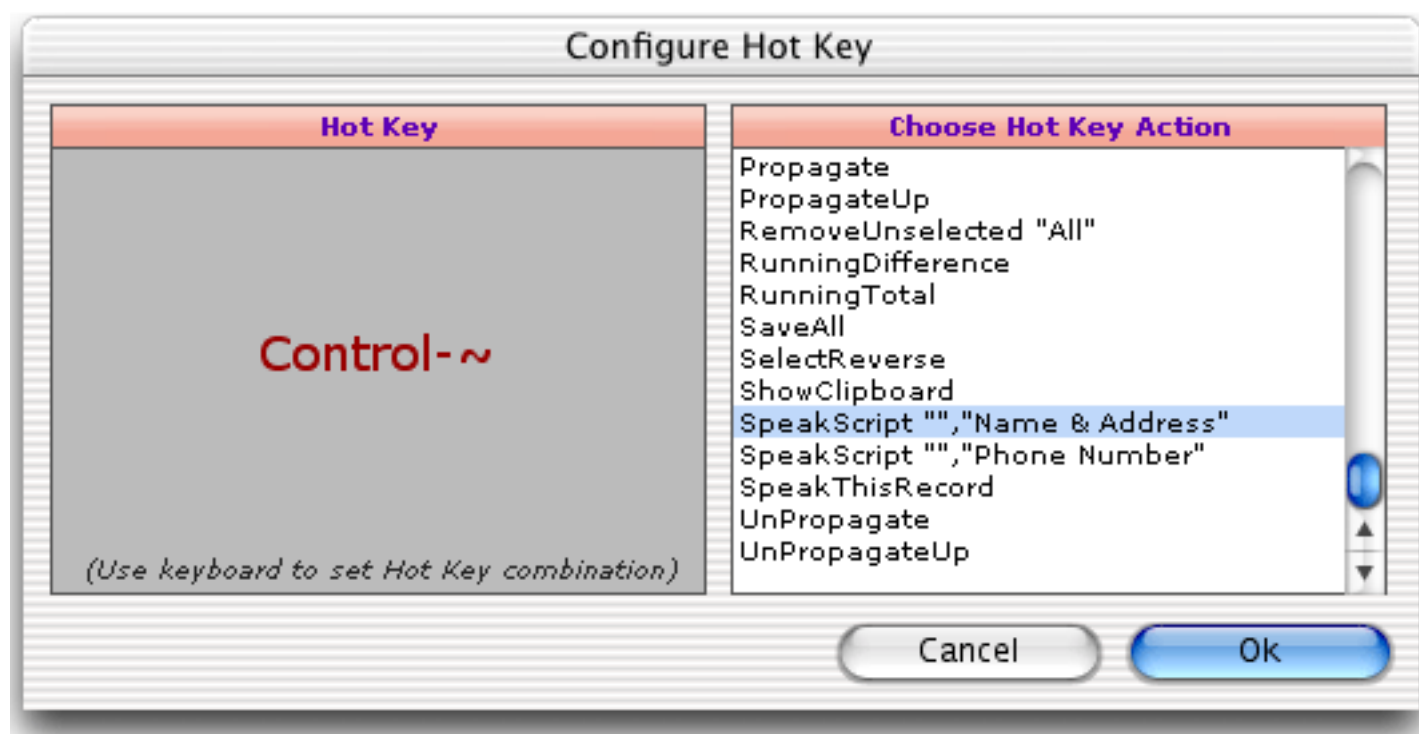 Configure Hot Key
Hot Key
Control-~
(Use keyboard to set Hot Key combination)
Choose Hot Key Action
Propagate
PropagateUp
RemoveUnselected "All"
RunningDifference
RunningTotal
SaveAll
SelectReverse
ShowClipboard
SpeakScript "","Name & Address"
SpeakScript "","Phone Number"
SpeakThisRecord
UnPropagate
UnPropagateUp
Cancel
Ok